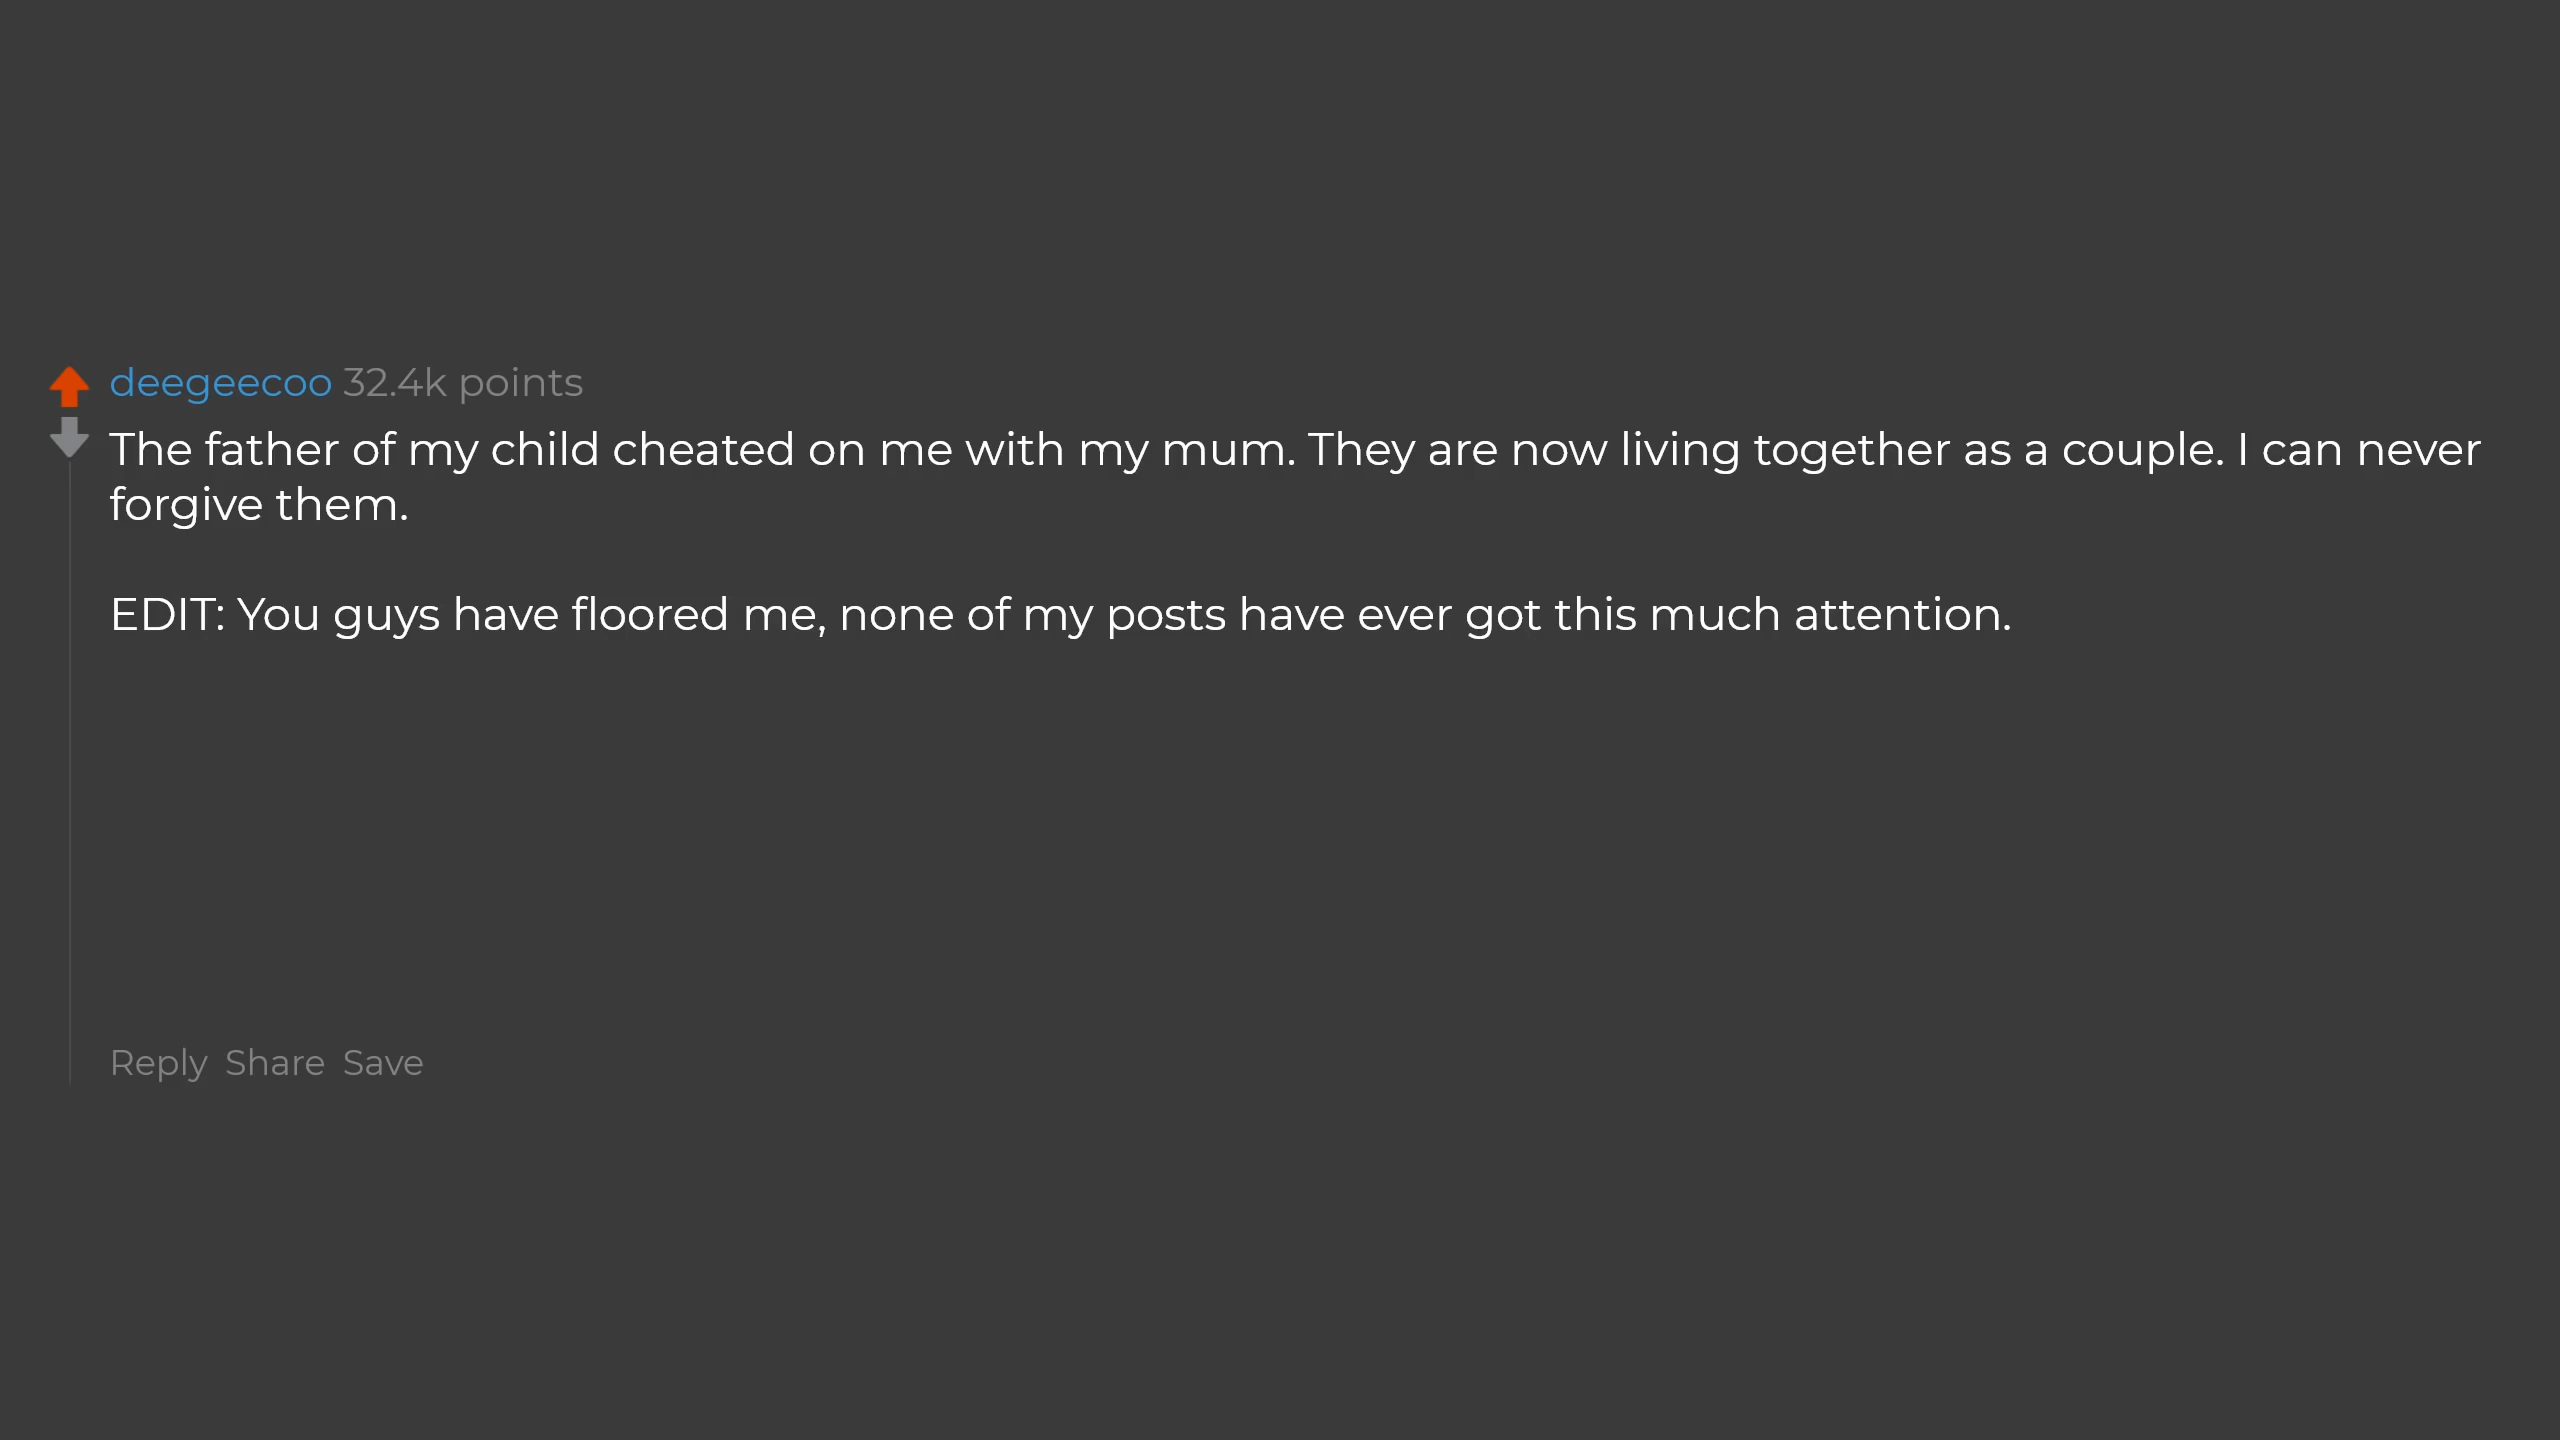 deegeecoo 32.4k points
The father of my child cheated on me with my mum. They are now living together as a couple. I can never
forgive them.
EDIT: You guys have floored me, none of my posts have ever got this much attention.
Reply Share Save